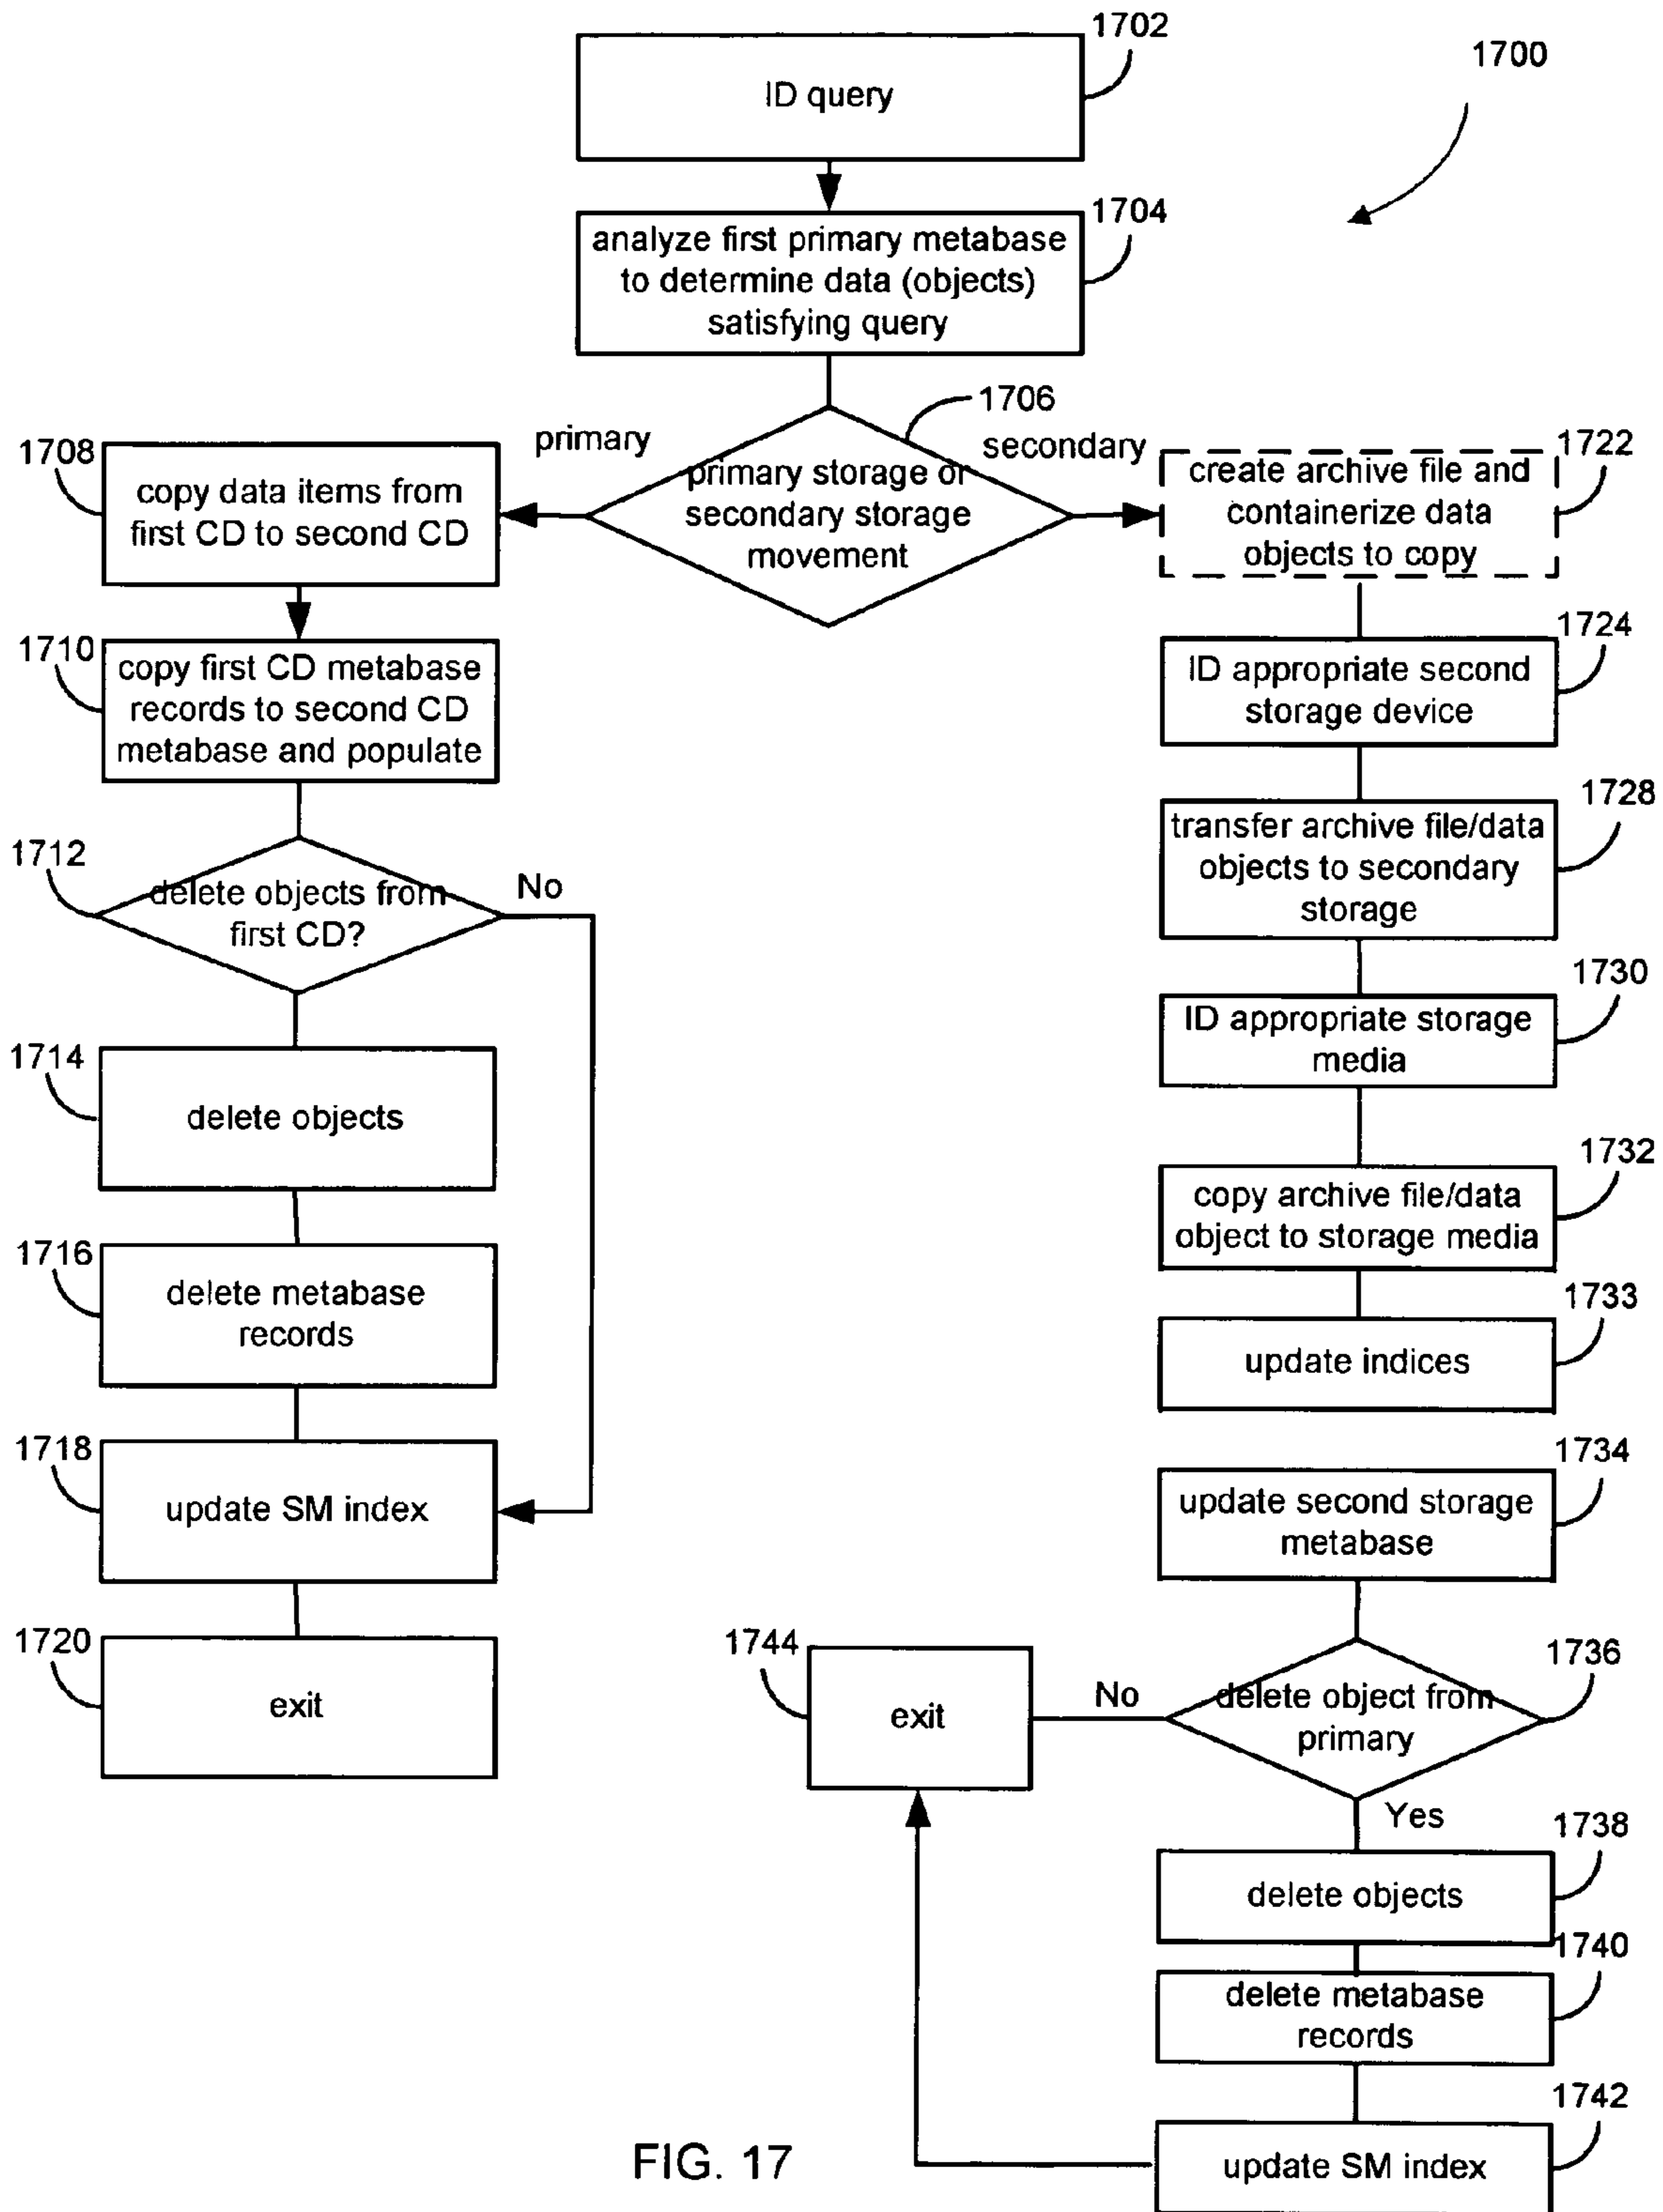 1702
1700
ID query
1704
analyze first primary metabase
to determine data (objects)
satisfying query
1706
primary
secondary
primary storage or
secondary storage
movement
1708
copy data items from
first CD to second CD
1722
create archive file and
containerize data
objects to copy
1710
copy first CD metabase
records to second CD
metabase and populate
1724
ID appropriate second
storage device
1712
delete objects from
first CD?
No
1728
transfer archive file/data
objects to secondary
storage
1730
ID appropriate storage
media
1714
delete objects
1732
copy archive file/data
object to storage media
1716
delete metabase
records
1733
update indices
1718
update SM index
1734
update second storage
metabase
1720
exit
1744
exit
No
1736
delete object from
primary
Yes
1738
delete objects
1740
delete metabase
records
1742
update SM index
FIG. 17